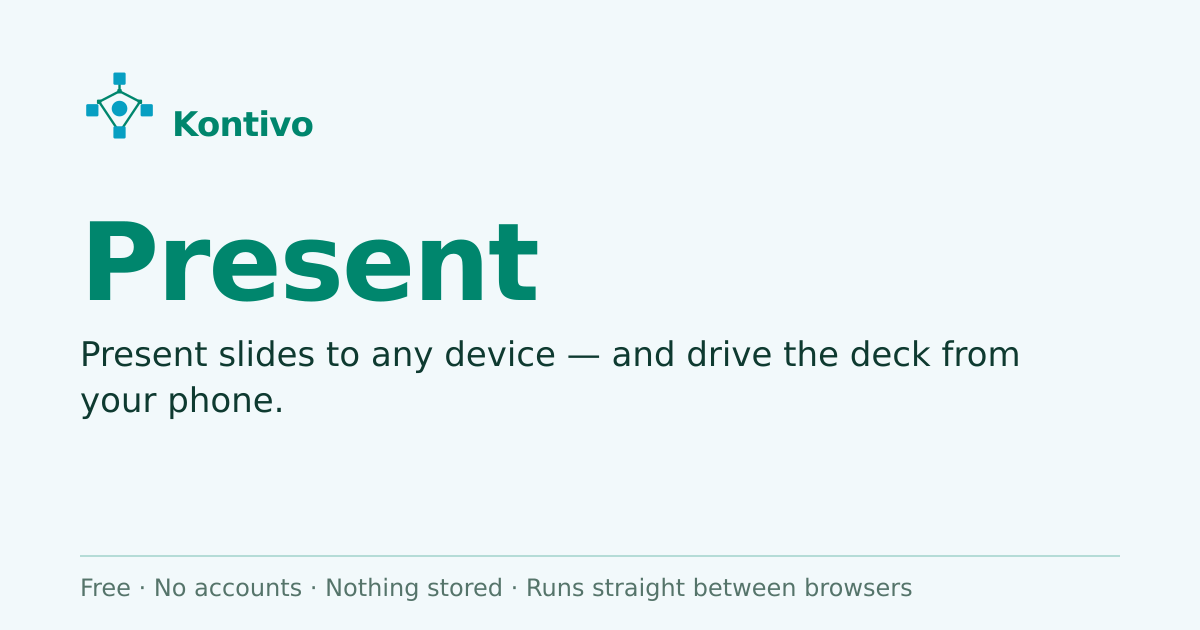 Kontivo
Present
Present slides to any device — and drive the deck from
your phone.
Free · No accounts · Nothing stored · Runs straight between browsers